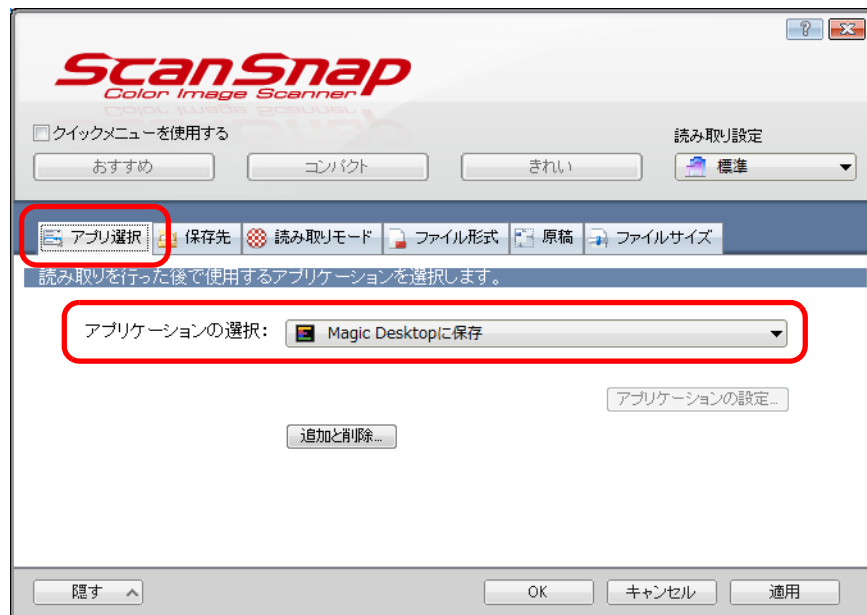 ScanSnap
Color Image Scanner
クイックメニューを使用する
読み取り設定
おすすめ
コンパクト
きれい
標準
アプリ選択
保存先
読み取りモード
ファイル形式
原稿
ファイルサイズ
読み取りを行った後で使用するアプリケーションを選択します。
アプリケーションの選択:
Magic Desktopに保存
アプリケーションの設定...
追加と削除...
隠す
OK
キャンセル
適用